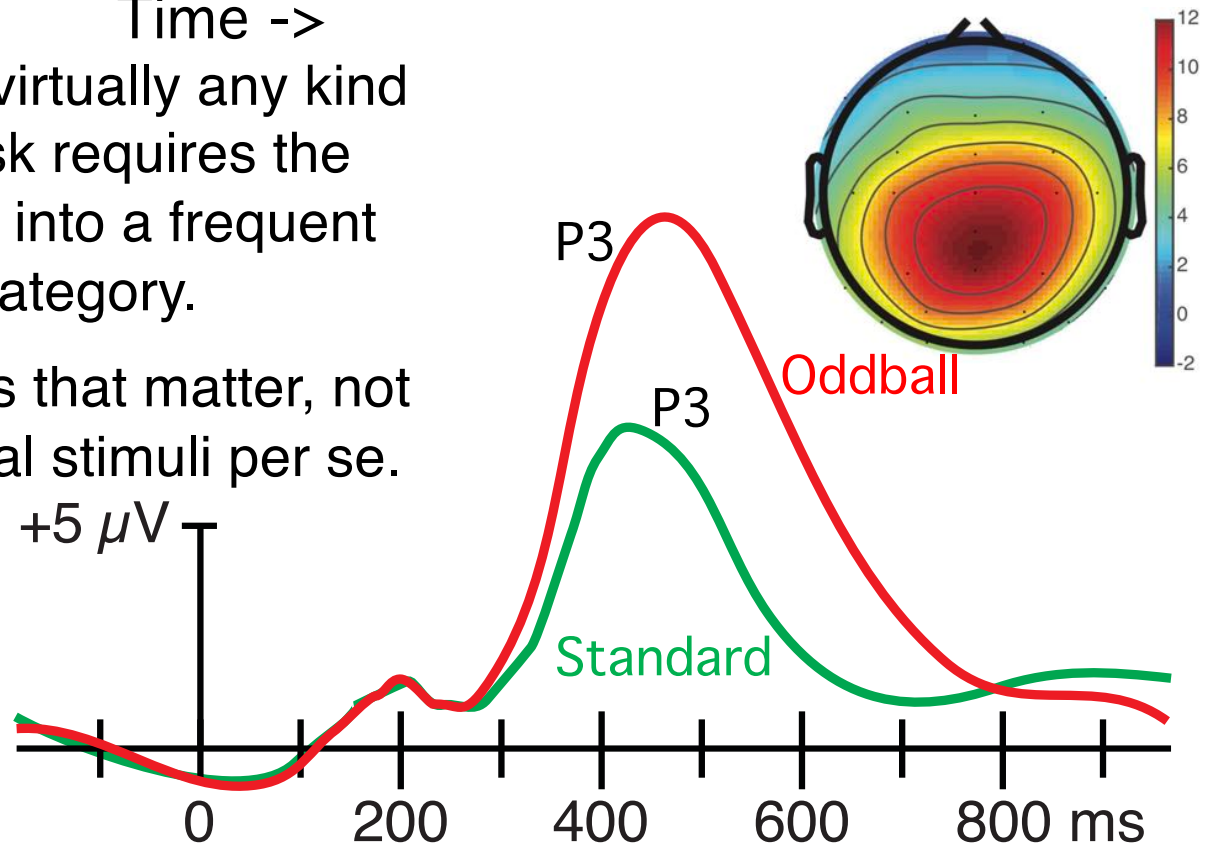 Time ->
virtually any kind
sk requires the
into a frequent
ategory.
s that matter, not
al stimuli per se.
+5 µV
P3
P3
Oddball
Standard
0 200 400 600 800 ms
12
10
8
6
4
2
0
-2